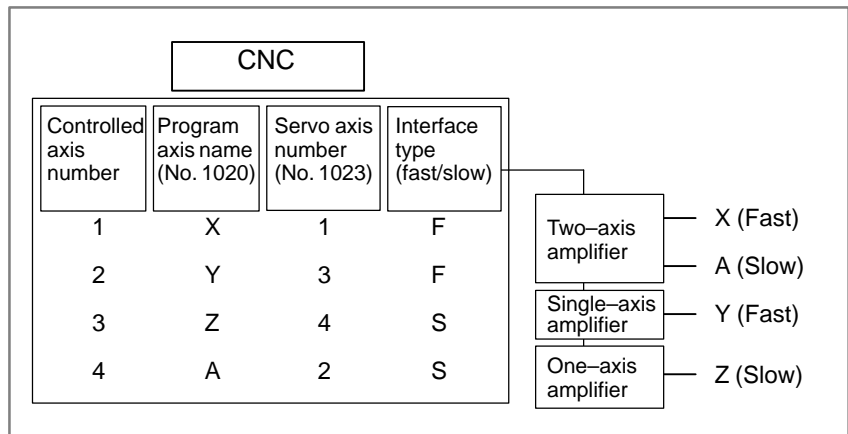 CNC
Controlled axis number
Program axis name (No. 1020)
Servo axis number (No. 1023)
Interface type (fast/slow)
1 X 1 F
2 Y 3 F
3 Z 4 S
4 A 2 S
Two–axis amplifier
X (Fast)
A (Slow)
Single–axis amplifier
Y (Fast)
One–axis amplifier
Z (Slow)